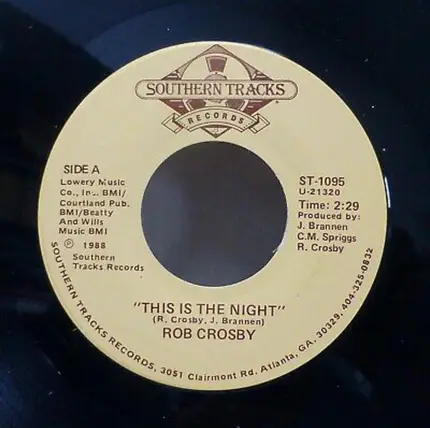 SOUTHERN TRACKS
RECORDS
SIDE A
Lowery Music
Co., Inc. BMI/
Courtland Pub.
BMI/Beatty
And Wills
Music BMI
℗ 1988
Southern
Tracks Records
ST-1095
U-21320
Time: 2:29
Produced by:
J. Brannen
C.M. Spriggs
R. Crosby
"THIS IS THE NIGHT"
(R. Crosby, J. Brannen)
ROB CROSBY
SOUTHERN TRACKS RECORDS, 3051 Clairmont Rd. Atlanta, GA. 30329, 404-325-0832